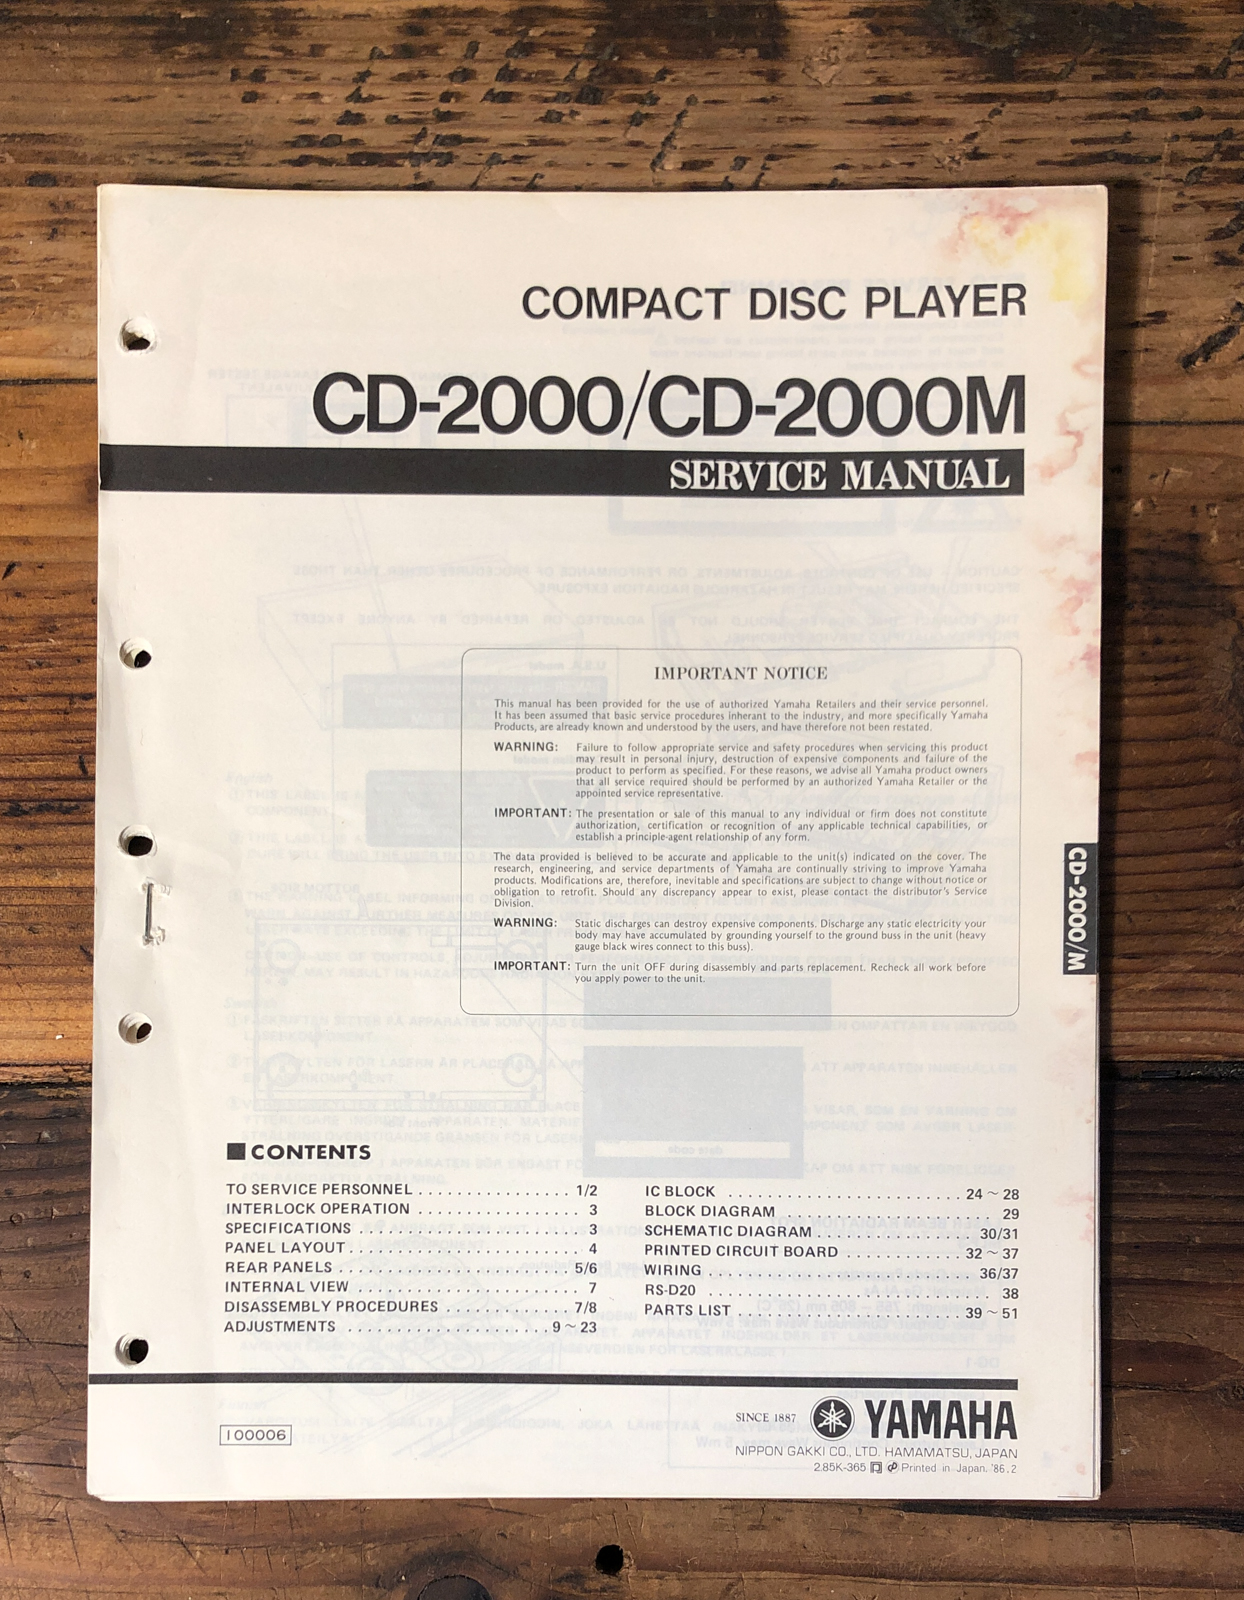 COMPACT DISC PLAYER
CD-2000/CD-2000M
SERVICE MANUAL
IMPORTANT NOTICE
This manual has been provided for the use of authorized Yamaha Retailers and their service personnel.
It has been assumed that basic service procedures inherant to the industry, and more specifically Yamaha
Products, are already known and understood by the users, and have therefore not been restated.
WARNING: Failure to follow appropriate service and safety procedures when servicing this product
may result in personal injury, destruction of expensive components and failure of the
product to perform as specified. For these reasons, we advise all Yamaha product owners
that all service required should be performed by an authorized Yamaha Retailer or the
appointed service representative.
IMPORTANT: The presentation or sale of this manual to any individual or firm does not constitute
authorization, certification or recognition of any applicable technical capabilities, or
establish a principle-agent relationship of any form.
The data provided is believed to be accurate and applicable to the unit(s) indicated on the cover. The
research, engineering, and service departments of Yamaha are continually striving to improve Yamaha
products. Modifications are, therefore, inevitable and specifications are subject to change without notice or
obligation to retrofit. Should any discrepancy appear to exist, please contact the distributor's Service
Division.
WARNING: Static discharges can destroy expensive components. Discharge any static electricity your
body may have accumulated by grounding yourself to the ground buss in the unit (heavy
gauge black wires connect to this buss).
IMPORTANT: Turn the unit OFF during disassembly and parts replacement. Recheck all work before
you apply power to the unit.
CD-2000/M
■CONTENTS
TO SERVICE PERSONNEL . . . . . . . . . . . . . . . . 1/2
INTERLOCK OPERATION . . . . . . . . . . . . . . . . 3
SPECIFICATIONS . . . . . . . . . . . . . . . . . . . . . . 3
PANEL LAYOUT . . . . . . . . . . . . . . . . . . . . . . . 4
REAR PANELS . . . . . . . . . . . . . . . . . . . . . . . 5/6
INTERNAL VIEW . . . . . . . . . . . . . . . . . . . . . . 7
DISASSEMBLY PROCEDURES . . . . . . . . . . . . 7/8
ADJUSTMENTS . . . . . . . . . . . . . . . . . . . . 9 ~ 23
IC BLOCK . . . . . . . . . . . . . . . . . . . . . . . 24 ~ 28
BLOCK DIAGRAM . . . . . . . . . . . . . . . . . . . . . 29
SCHEMATIC DIAGRAM . . . . . . . . . . . . . . . . 30/31
PRINTED CIRCUIT BOARD . . . . . . . . . . . . 32 ~ 37
WIRING . . . . . . . . . . . . . . . . . . . . . . . . . . 36/37
RS-D20 . . . . . . . . . . . . . . . . . . . . . . . . . . . . 38
PARTS LIST . . . . . . . . . . . . . . . . . . . . . . 39 ~ 51
100006
SINCE 1887 YAMAHA
NIPPON GAKKI CO., LTD. HAMAMATSU, JAPAN
2.85K-365 Printed in Japan. '86.2